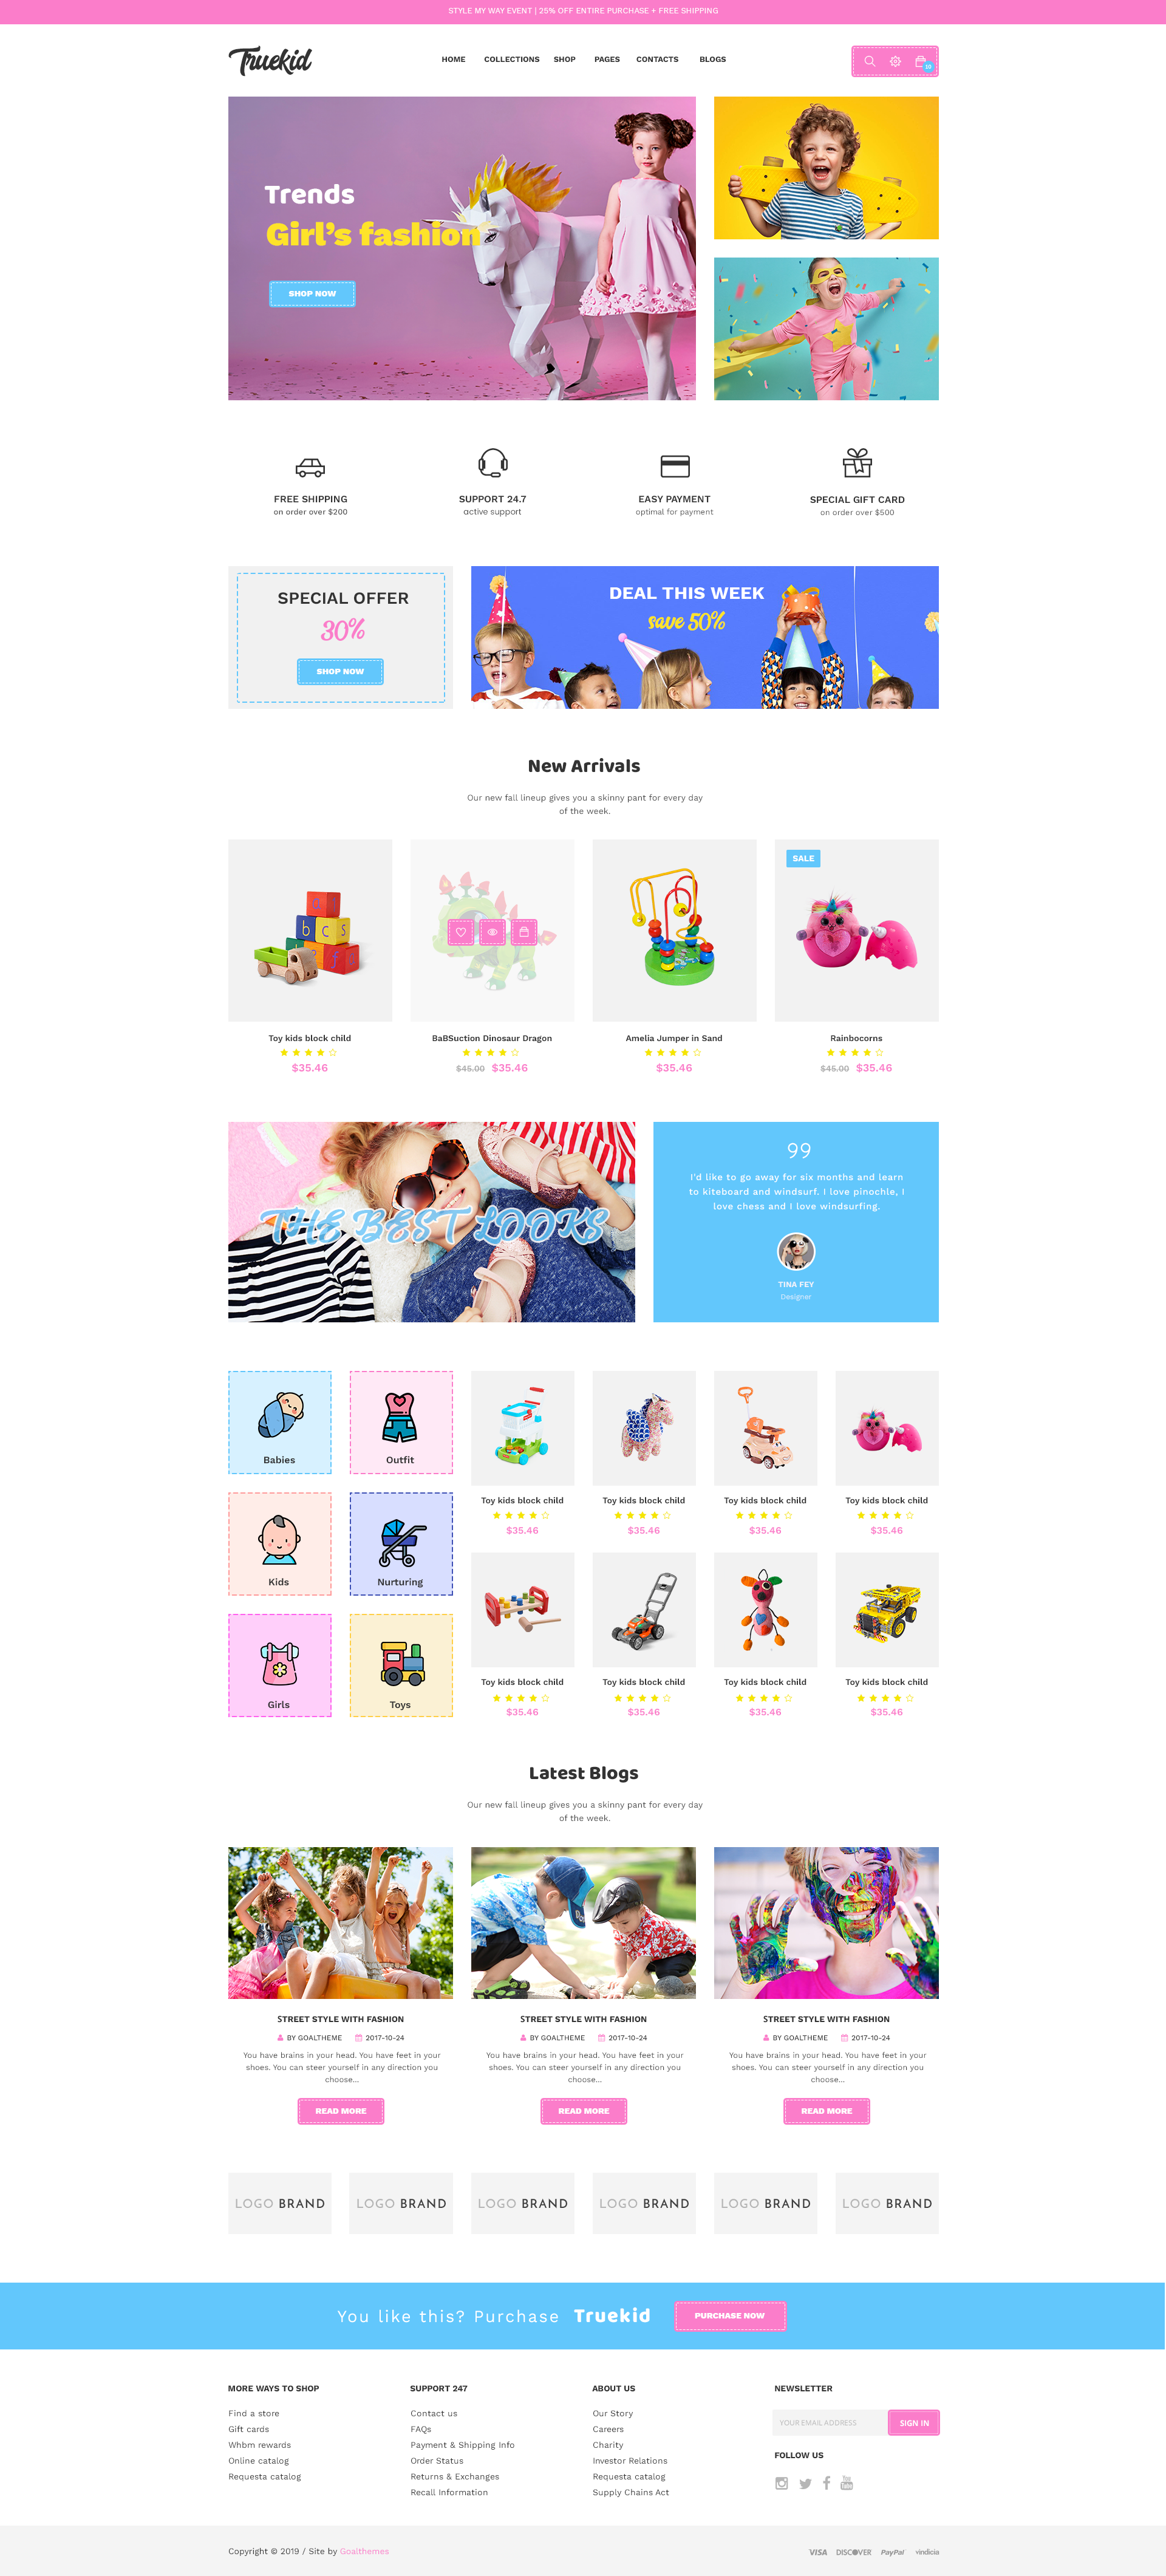 STYLE MY WAY EVENT | 25% OFF ENTIRE PURCHASE + FREE SHIPPING
Truekid
HOME COLLECTIONS SHOP PAGES CONTACTS BLOGS
10
Trends
Girl's fashion
SHOP NOW
FREE SHIPPING
on order over $200
SUPPORT 24.7
active support
EASY PAYMENT
optimal for payment
SPECIAL GIFT CARD
on order over $500
SPECIAL OFFER
30%
SHOP NOW
DEAL THIS WEEK
save 50%
New Arrivals
Our new fall lineup gives you a skinny pant for every day
of the week.
a
b c s
f
SALE
Toy kids block child
$35.46
BaBSuction Dinosaur Dragon
$45.00 $35.46
Amelia Jumper in Sand
$35.46
Rainbocorns
$45.00 $35.46
THE BEST LOOKS
99
I'd like to go away for six months and learn
to kiteboard and windsurf. I love pinochle, I
love chess and I love windsurfing.
TINA FEY
Designer
Babies
Outfit
Kids
Nurturing
Girls
Toys
Toy kids block child
$35.46
Toy kids block child
$35.46
Toy kids block child
$35.46
Toy kids block child
$35.46
Toy kids block child
$35.46
Toy kids block child
$35.46
Toy kids block child
$35.46
Toy kids block child
$35.46
Latest Blogs
Our new fall lineup gives you a skinny pant for every day
of the week.
STREET STYLE WITH FASHION
BY GOALTHEME 2017-10-24
You have brains in your head. You have feet in your
shoes. You can steer yourself in any direction you
choose...
READ MORE
STREET STYLE WITH FASHION
BY GOALTHEME 2017-10-24
You have brains in your head. You have feet in your
shoes. You can steer yourself in any direction you
choose...
READ MORE
STREET STYLE WITH FASHION
BY GOALTHEME 2017-10-24
You have brains in your head. You have feet in your
shoes. You can steer yourself in any direction you
choose...
READ MORE
LOGO BRAND
LOGO BRAND
LOGO BRAND
LOGO BRAND
LOGO BRAND
LOGO BRAND
You like this? Purchase Truekid
PURCHASE NOW
MORE WAYS TO SHOP
Find a store
Gift cards
Whbm rewards
Online catalog
Requesta catalog
SUPPORT 247
Contact us
FAQs
Payment & Shipping Info
Order Status
Returns & Exchanges
Recall Information
ABOUT US
Our Story
Careers
Charity
Investor Relations
Requesta catalog
Supply Chains Act
NEWSLETTER
YOUR EMAIL ADDRESS
SIGN IN
FOLLOW US
You Tube
Copyright © 2019 / Site by Goalthemes
VISA DISCOVER PayPal vindicia